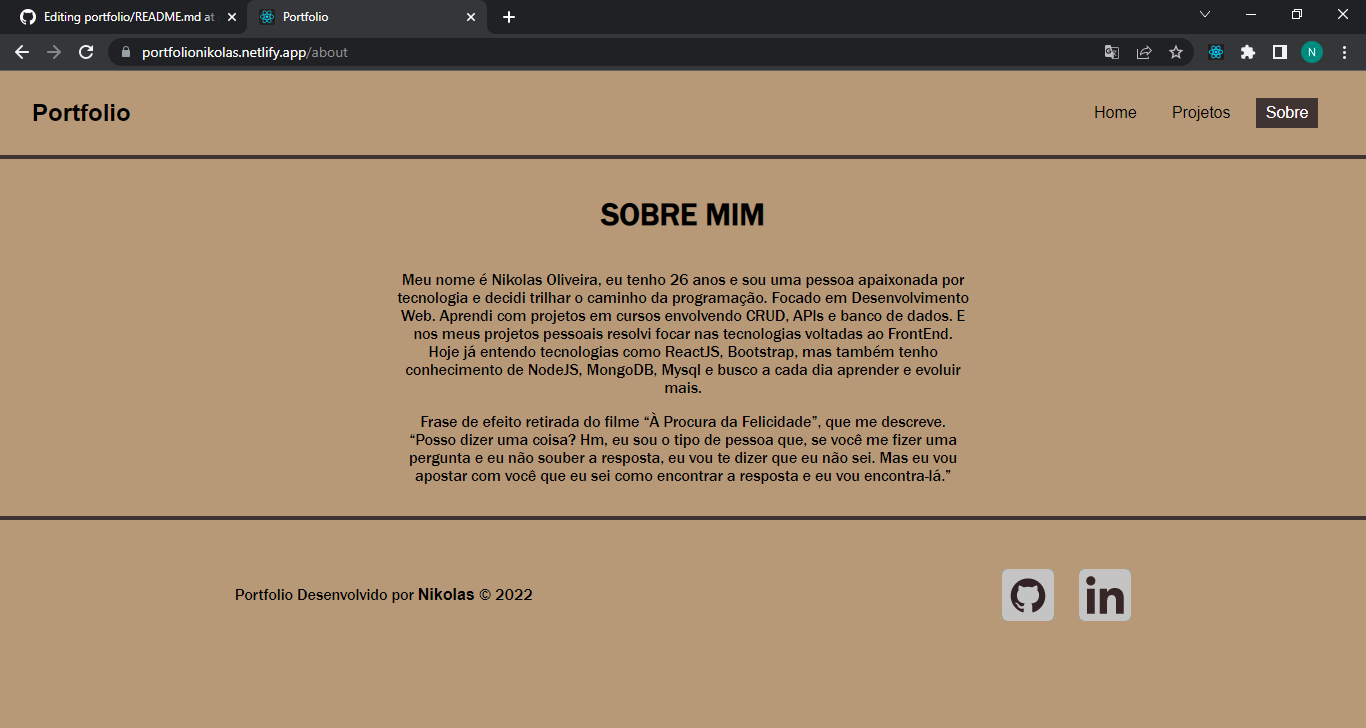 Editing portfolio/README.md at
Portfolio
portfolionikolas.netlify.app/about
N
Portfolio
Home
Projetos
Sobre
SOBRE MIM
Meu nome é Nikolas Oliveira, eu tenho 26 anos e sou uma pessoa apaixonada por
tecnologia e decidi trilhar o caminho da programação. Focado em Desenvolvimento
Web. Aprendi com projetos em cursos envolvendo CRUD, APIs e banco de dados. E
nos meus projetos pessoais resolvi focar nas tecnologias voltadas ao FrontEnd.
Hoje já entendo tecnologias como ReactJS, Bootstrap, mas também tenho
conhecimento de NodeJS, MongoDB, Mysql e busco a cada dia aprender e evoluir
mais.
Frase de efeito retirada do filme “À Procura da Felicidade”, que me descreve.
“Posso dizer uma coisa? Hm, eu sou o tipo de pessoa que, se você me fizer uma
pergunta e eu não souber a resposta, eu vou te dizer que eu não sei. Mas eu vou
apostar com você que eu sei como encontrar a resposta e eu vou encontra-lá.”
Portfolio Desenvolvido por Nikolas © 2022
in